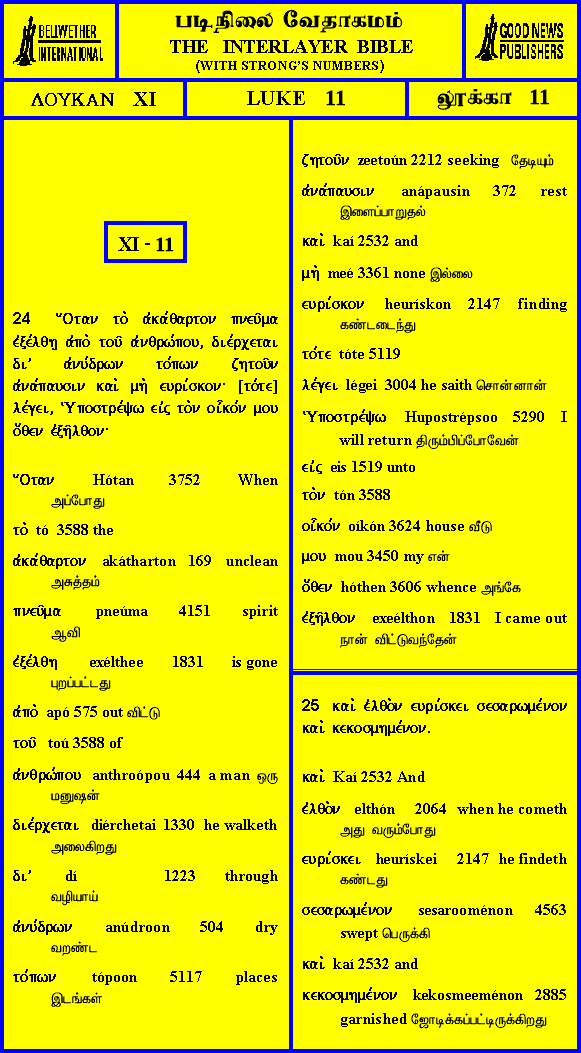 BELLWETHER
INTERNATIONAL
படிநிலை வேதாகமம்
THE INTERLAYER BIBLE
(WITH STRONG'S NUMBERS)
GOOD NEWS
PUBLISHERS
ΛΟΥΚΑΝ XI
LUKE 11
லூக்கா 11
XI - 11
24 Ὅταν τὸ ἀκάθαρτον πνεῦμα
ἐξέλθῃ ἀπὸ τοῦ ἀνθρώπου, διέρχεται
δι’ ἀνύδρων τόπων ζητοῦν
ἀνάπαυσιν καὶ μὴ ευρίσκον· [τότε]
λέγει, Ὑποστρέψω εἰς τὸν οἶκόν μου
ὅθεν ἐξῆλθον·
Ὅταν Hótan 3752 When
அப்போது
τὸ tó 3588 the
ἀκάθαρτον akátharton 169 unclean
அசுத்தம்
πνεῦμα pneúma 4151 spirit
ஆவி
ἐξέλθῃ exélthee 1831 is gone
புறப்பட்டது
ἀπὸ apó 575 out விட்டு
τοῦ toú 3588 of
ἀνθρώπου anthroópou 444 a man ஒரு
மனுஷன்
διέρχεται diérchetai 1330 he walketh
அலைகிறது
δι’ dí 1223 through
வழியாய்
ἀνύδρων anúdroon 504 dry
வறண்ட
τόπων tópoon 5117 places
இடங்கள்
ζητοῦν zeetoún 2212 seeking தேடியும்
ἀνάπαυσιν anápausin 372 rest
இளைப்பாறுதல்
καὶ kaí 2532 and
μὴ meé 3361 none இல்லை
ευρίσκον heurískon 2147 finding
கண்டடைந்து
τότε tóte 5119
λέγει légei 3004 he saith சொன்னான்
Ὑποστρέψω Hupostrépsoo 5290 I
will return திரும்பிப்போவேன்
εἰς eis 1519 unto
τὸν tón 3588
οἶκόν oíkón 3624 house வீடு
μου mou 3450 my என்
ὅθεν hóthen 3606 whence அங்கே
ἐξῆλθον exeélthon 1831 I came out
நான் விட்டுவந்தேன்
25 καὶ ἐλθὸν ευρίσκει σεσαρωμένον
καὶ κεκοσμημένον.
καὶ Kaí 2532 And
ἐλθὸν elthón 2064 when he cometh
அது வரும்போது
ευρίσκει heurískei 2147 he findeth
கண்டது
σεσαρωμένον sesarooménon 4563
swept பெருக்கி
καὶ kaí 2532 and
κεκοσμημένον kekosmeeménon 2885
garnished ஜோடிக்கப்பட்டிருக்கிறது